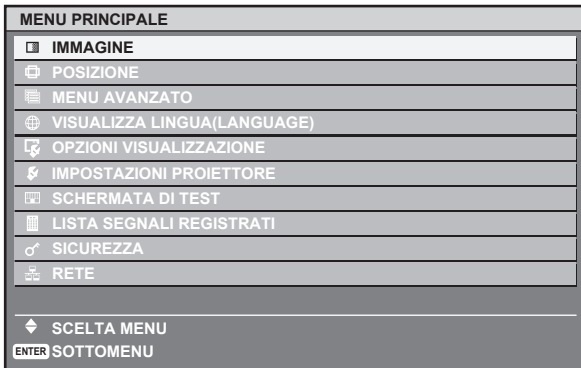 MENU PRINCIPALE
IMMAGINE
POSIZIONE
MENU AVANZATO
VISUALIZZA LINGUA(LANGUAGE)
OPZIONI VISUALIZZAZIONE
IMPOSTAZIONI PROIETTORE
SCHERMATA DI TEST
LISTA SEGNALI REGISTRATI
SICUREZZA
RETE
SCELTA MENU
ENTER SOTTOMENU